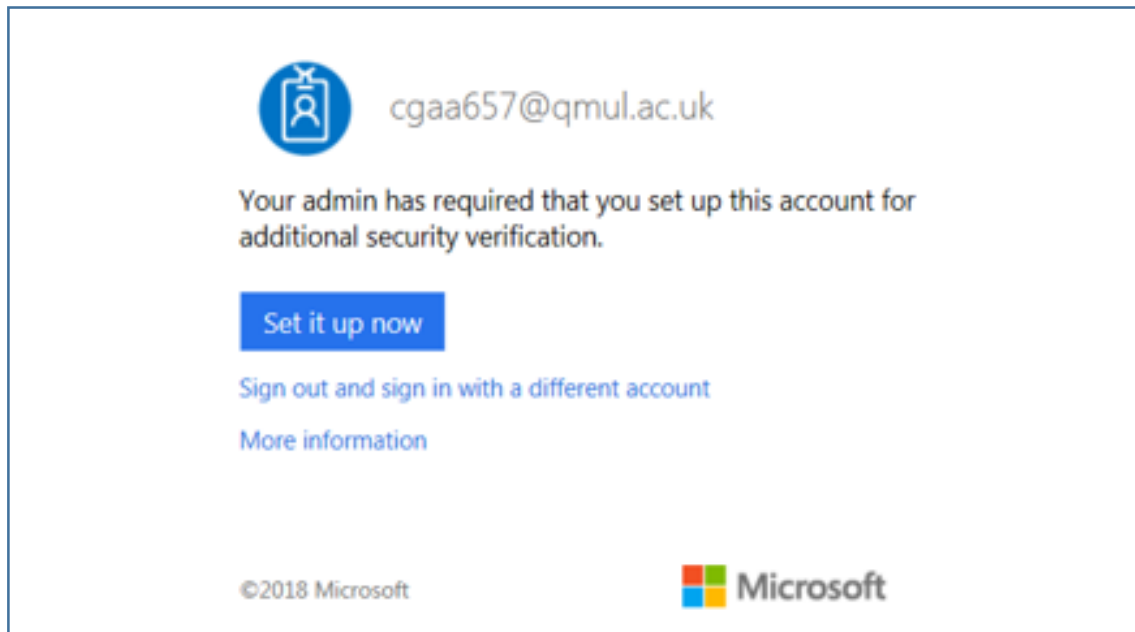 cgaa657@qmul.ac.uk
Your admin has required that you set up this account for
additional security verification.
Set it up now
Sign out and sign in with a different account
More information
©2018 Microsoft
Microsoft